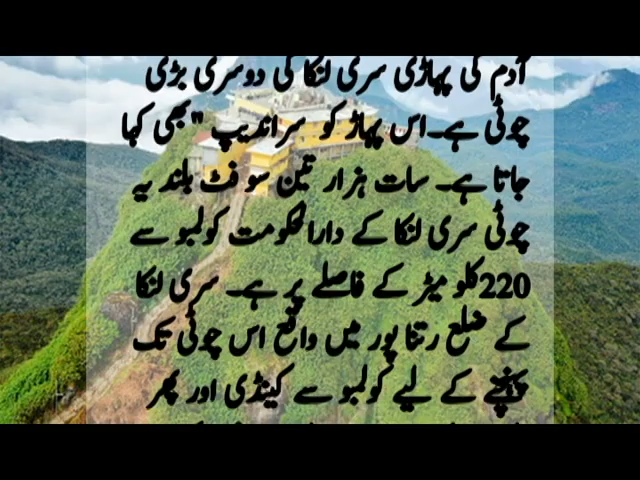 آدم کی پہاڑی سری لنکا کی دوسری بڑی
چوٹی ہے۔اس پہاڑ کو سراندیپ "بھی کہا
جاتا ہے۔ سات ہزار تین سو فٹ بلند یہ
چوٹی سری لنکا کے دارالحکومت کولمبو سے
220کلو میٹر کے فاصلے پر ہے۔ سری لنکا
کے ضلع رتنا پور میں واقع اس چوٹی تک
پہنچنے کے لیے کولمبو سے کینڈی اور پھر